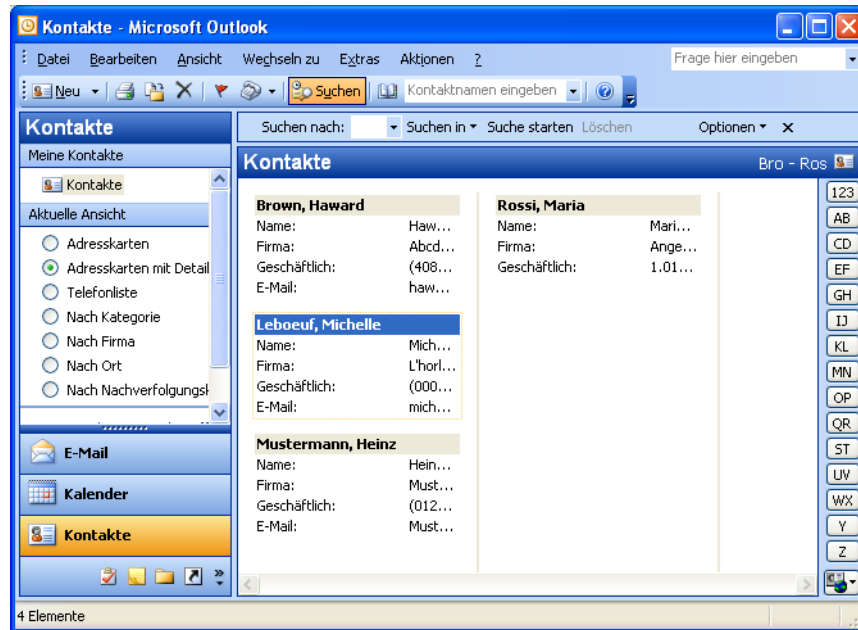 Kontakte - Microsoft Outlook
Datei Bearbeiten Ansicht Wechseln zu Extras Aktionen ? Frage hier eingeben
Neu Suchen Kontaktnamen eingeben
Kontakte
Suchen nach: Suchen in Suche starten Löschen Optionen
Meine Kontakte
Kontakte
Aktuelle Ansicht
Adresskarten
Adresskarten mit Detail
Telefonliste
Nach Kategorie
Nach Firma
Nach Ort
Nach Nachverfolgungsk
E-Mail
Kalender
Kontakte
Kontakte Bro - Ros
Brown, Haward
Name: Haw...
Firma: Abcd...
Geschäftlich: (408...
E-Mail: haw...
Leboeuf, Michelle
Name: Mich...
Firma: L'horl...
Geschäftlich: (000...
E-Mail: mich...
Mustermann, Heinz
Name: Hein...
Firma: Must...
Geschäftlich: (012...
E-Mail: Must...
Rossi, Maria
Name: Mari...
Firma: Ange...
Geschäftlich: 1.01...
123
AB
CD
EF
GH
IJ
KL
MN
OP
QR
ST
UV
WX
Y
Z
4 Elemente